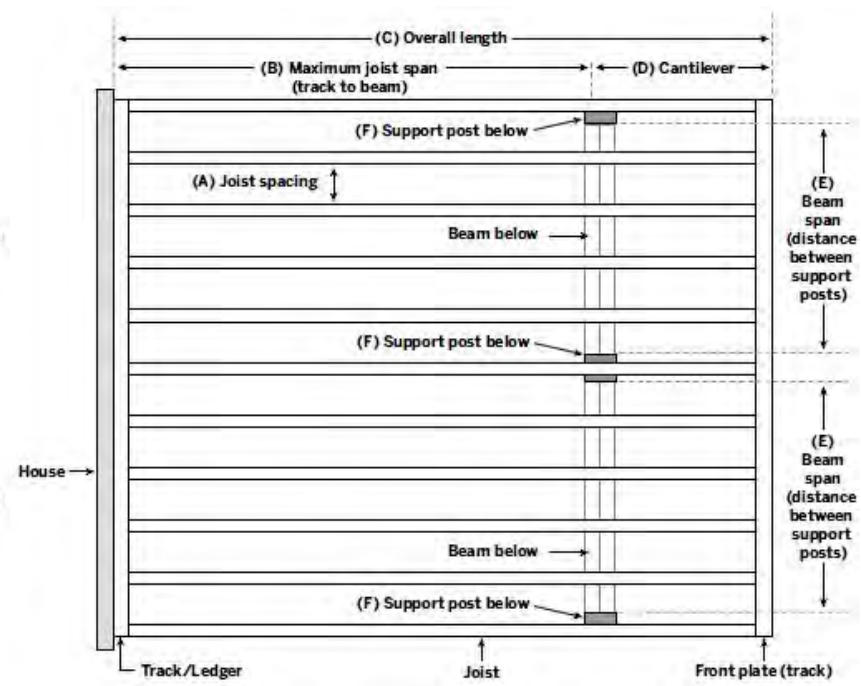 (C) Overall length
(B) Maximum joist span
(track to beam)
(D) Cantilever
(F) Support post below
(A) Joist spacing
(E)
Beam
span
(distance
between
support
posts)
Beam below
(F) Support post below
(E)
Beam
span
(distance
between
support
posts)
House
Beam below
(F) Support post below
Track/Ledger
Joist
Front plate (track)